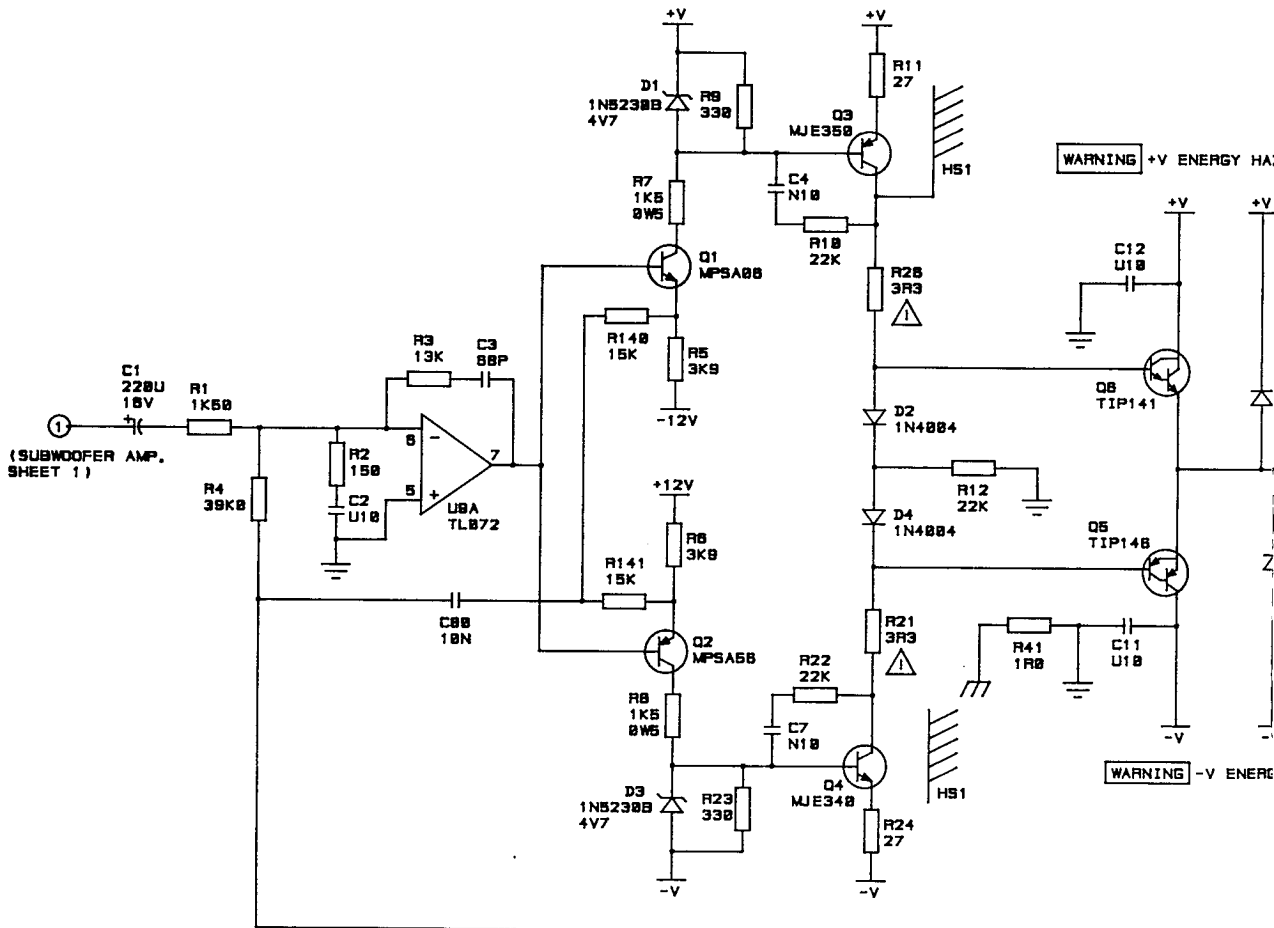 +V
+V
D1
1N5230B
4V7
R9
330
R11
27
Q3
MJE350
HS1
WARNING +V ENERGY HA
R7
1K5
0W5
C4
N10
R10
22K
+V
+V
Q1
MPSA06
R26
3R3
C12
U10
R3
13K
C3
68P
R140
15K
R5
3K9
-12V
Q6
TIP141
C1
220U
16V
R1
1K50
1
(SUBWOOFER AMP.
SHEET 1)
D2
1N4004
R2
150
6
-
7
5
+
U9A
TL072
R4
39K0
C2
U10
+12V
R12
22K
D4
1N4004
Q5
TIP146
R6
3K9
R141
15K
C80
10N
Q2
MPSA56
R21
3R3
R41
1R0
C11
U10
R22
22K
R8
1K5
0W5
C7
N10
-V
-V
WARNING -V ENERG
D3
1N5230B
4V7
R23
330
Q4
MJE340
HS1
R24
27
-V
-V